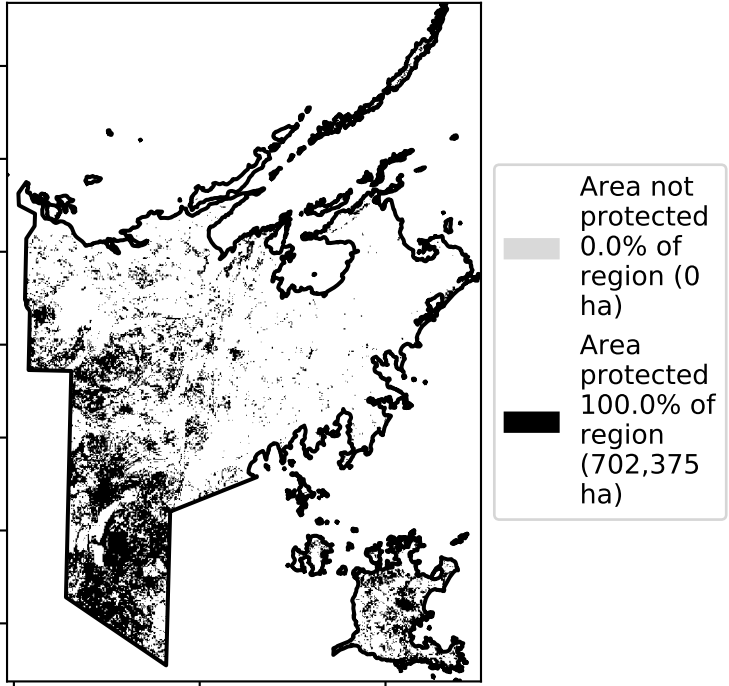 Area not
protected
0.0% of
region (0
ha)
Area
protected
100.0% of
region
(702,375
ha)